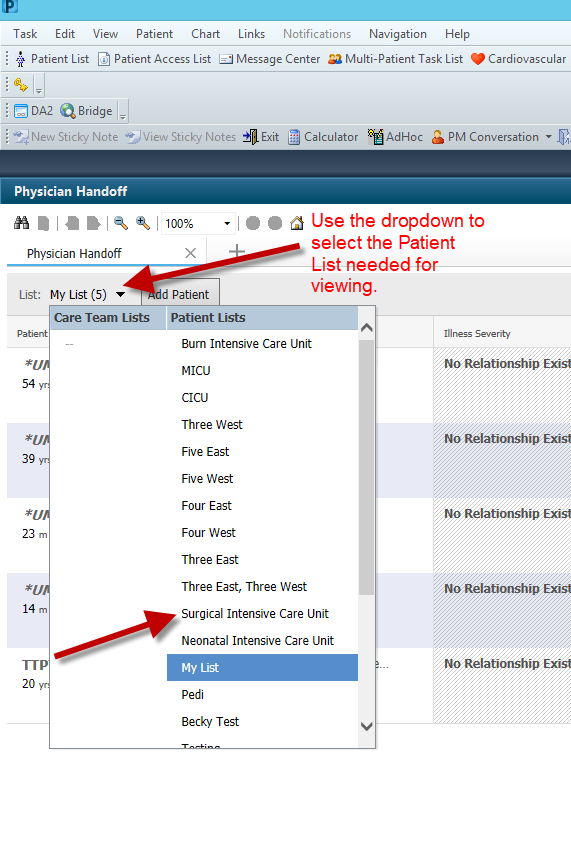 P
Task Edit View Patient Chart Links Notifications Navigation Help
Patient List Patient Access List Message Center Multi-Patient Task List Cardiovascular
DA2 Bridge
New Sticky Note View Sticky Notes Exit Calculator AdHoc PM Conversation
Physician Handoff
100%
Use the dropdown to
select the Patient
List needed for
viewing.
Physician Handoff
List: My List (5) Add Patient
Care Team Lists Patient Lists
Patient Illness Severity
--
Burn Intensive Care Unit
MICU
CICU
Three West
Five East
Five West
Four East
Four West
Three East
Three East, Three West
Surgical Intensive Care Unit
Neonatal Intensive Care Unit
My List
Pedi
Becky Test
Testing
*UN No Relationship Exist
54 yrs
*UN No Relationship Exist
39 yrs
*UN No Relationship Exist
23 m
*UN No Relationship Exist
14 m
TTP e... No Relationship Exist
20 yrs